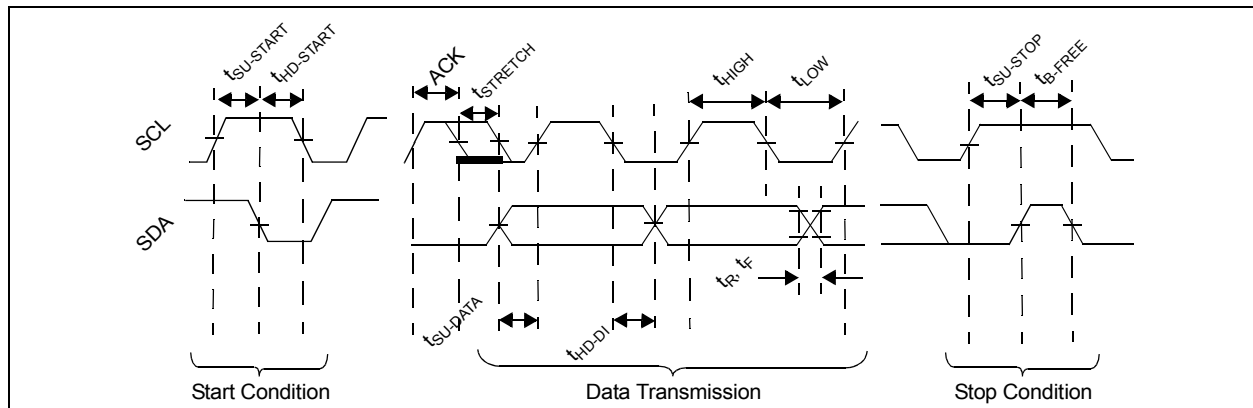 tSU-START
tHD-START
ACK
tSTRETCH
tHIGH
tLOW
tSU-STOP
tB-FREE
SCL
SDA
tR, tF
tSU-DATA
tHD-DI
Start Condition
Data Transmission
Stop Condition